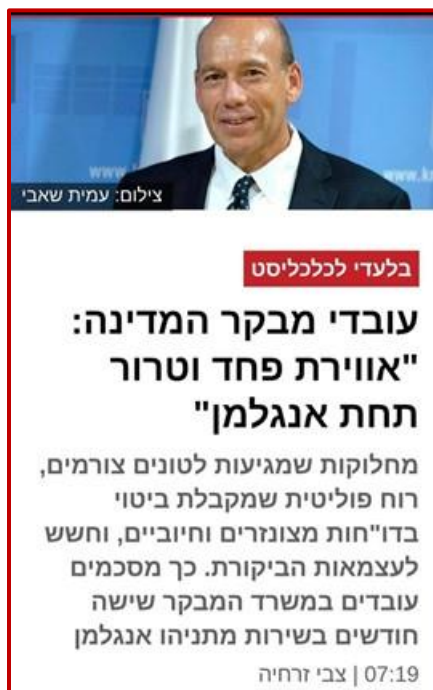 צילום: עמית שאבי
בלעדי לכלכליסט
עובדי מבקר המדינה:
"אווירת פחד וטרור
תחת אנגלמן"
מחלוקות שמגיעות לטונים צורמים,
רוח פוליטית שמקבלת ביטוי
בדו"חות מצונזרים וחיוביים, וחשש
לעצמאות הביקורת. כך מסכמים
עובדים במשרד המבקר שישה
חודשים בשירות מתניהו אנגלמן
07:19 | צבי זרחיה